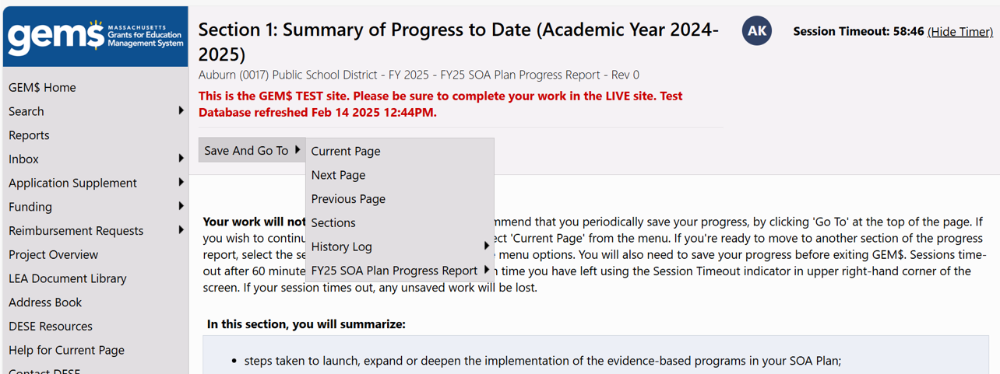 gem$
MASSACHUSETTS
Grants for Education
Management System
GEM$ Home
Search
Reports
Inbox
Application Supplement
Funding
Reimbursement Requests
Project Overview
LEA Document Library
Address Book
DESE Resources
Help for Current Page
Contact DESE
Section 1: Summary of Progress to Date (Academic Year 2024-
2025)
Auburn (0017) Public School District - FY 2025 - FY25 SOA Plan Progress Report - Rev 0
This is the GEM$ TEST site. Please be sure to complete your work in the LIVE site. Test
Database refreshed Feb 14 2025 12:44PM.
AK
Session Timeout: 58:46 (Hide Timer)
Save And Go To
Current Page
Next Page
Previous Page
Sections
History Log
FY25 SOA Plan Progress Report
Your work will not mmend that you periodically save your progress, by clicking 'Go To' at the top of the page. If
you wish to continu ect 'Current Page' from the menu. If you're ready to move to another section of the progress
report, select the se menu options. You will also need to save your progress before exiting GEM$. Sessions time-
out after 60 minute n time you have left using the Session Timeout indicator in upper right-hand corner of the
screen. If your session times out, any unsaved work will be lost.
In this section, you will summarize:
• steps taken to launch, expand or deepen the implementation of the evidence-based programs in your SOA Plan;